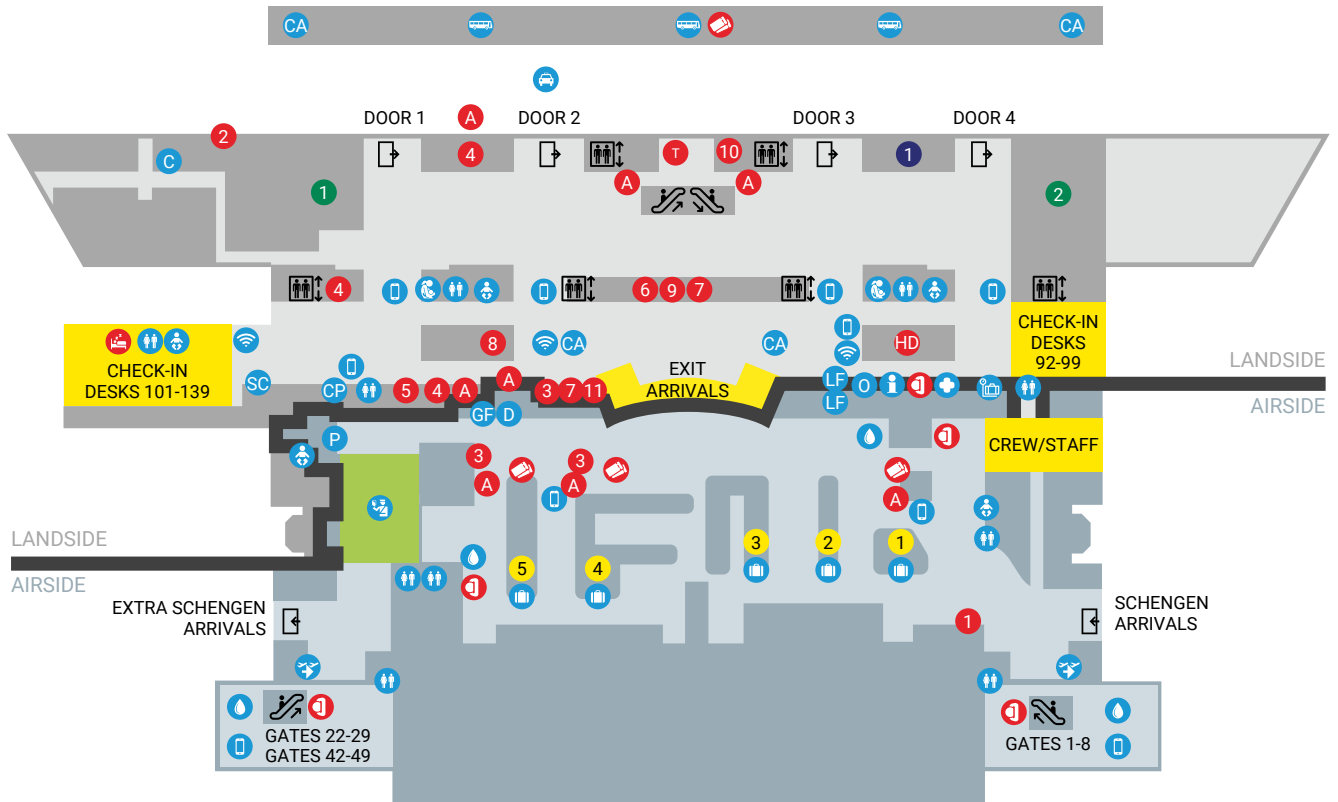 CA
CA
DOOR 1
A
DOOR 2
DOOR 3
DOOR 4
2
C
4
T
10
1
1
A
A
2
4
6
9
7
8
CA
CA
HD
CHECK-IN
DESKS
92-99
CHECK-IN
DESKS 101-139
SC
CP
5
4
A
A
3
7
11
EXIT
ARRIVALS
LF
O
LF
LANDSIDE
AIRSIDE
GF
D
P
3
A
3
A
A
CREW/STAFF
LANDSIDE
AIRSIDE
5
4
3
2
1
EXTRA SCHENGEN
ARRIVALS
1
SCHENGEN
ARRIVALS
GATES 22-29
GATES 42-49
GATES 1-8